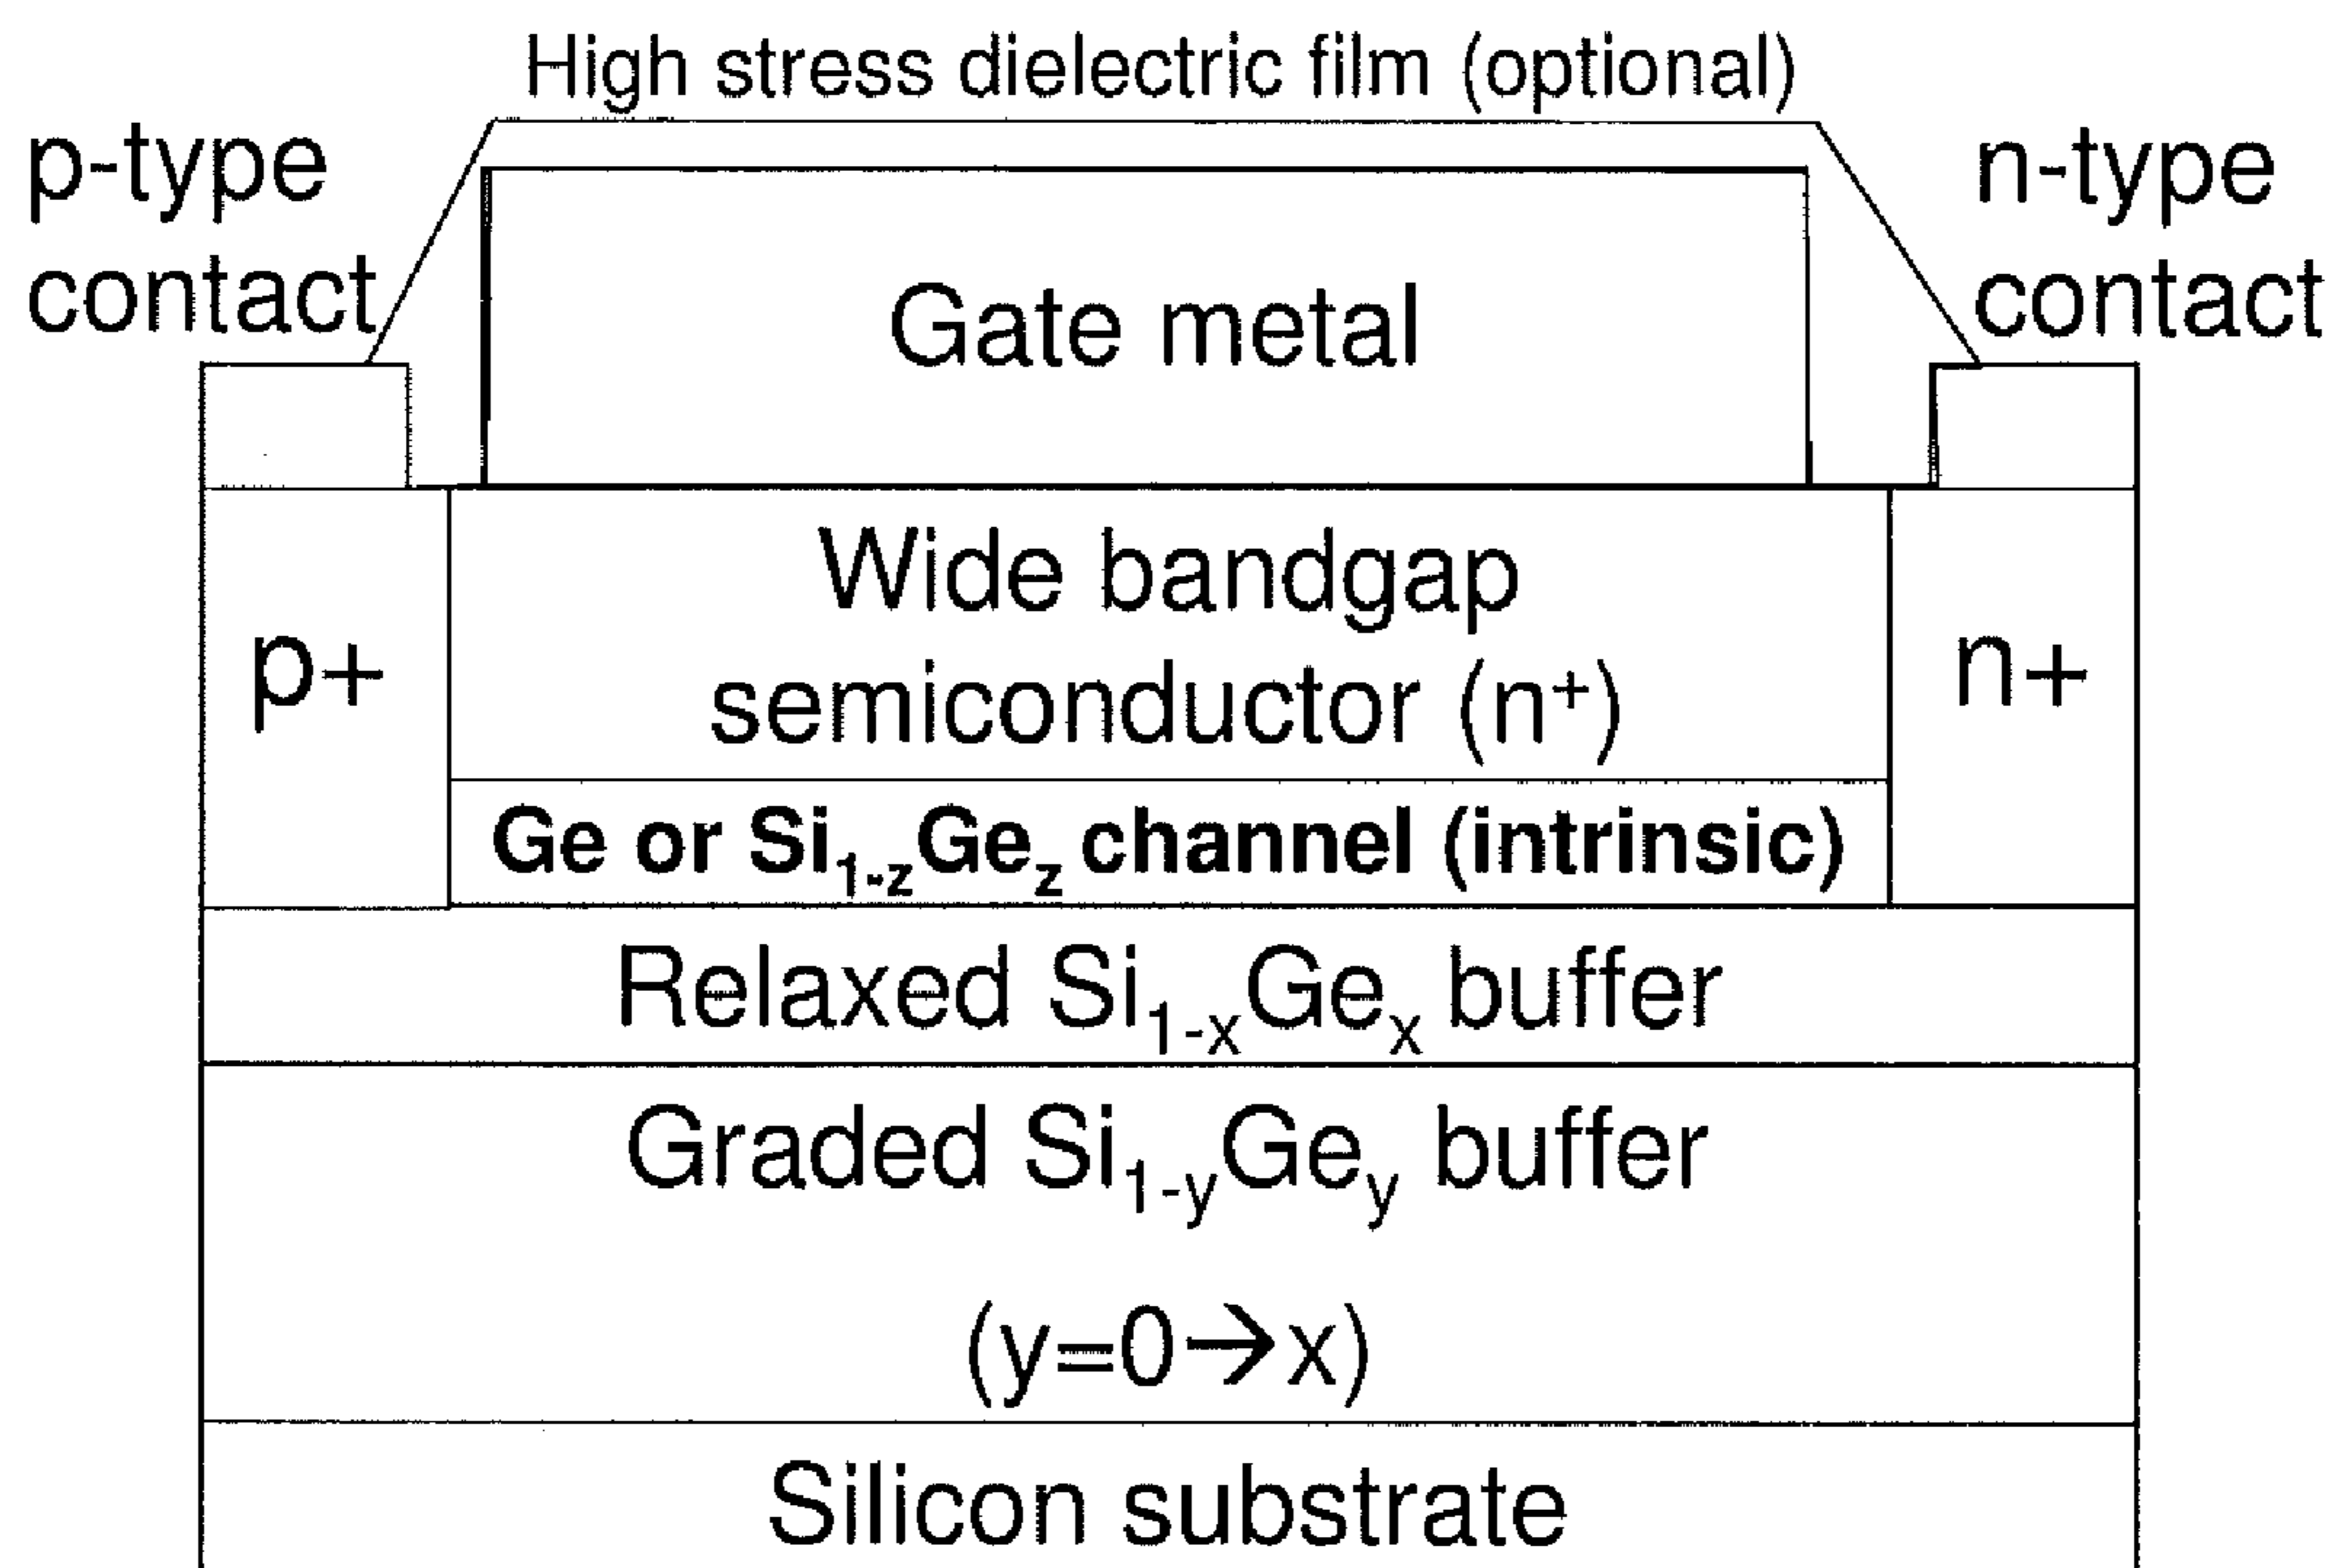 High stress dielectric film (optional)
p-type
contact
n-type
contact
Gate metal
Wide bandgap
semiconductor (n⁺)
p+
n+
Ge or Si₁₋zGez channel (intrinsic)
Relaxed Si₁₋ₓGeₓ buffer
Graded Si₁₋yGey buffer
(y=0→x)
Silicon substrate